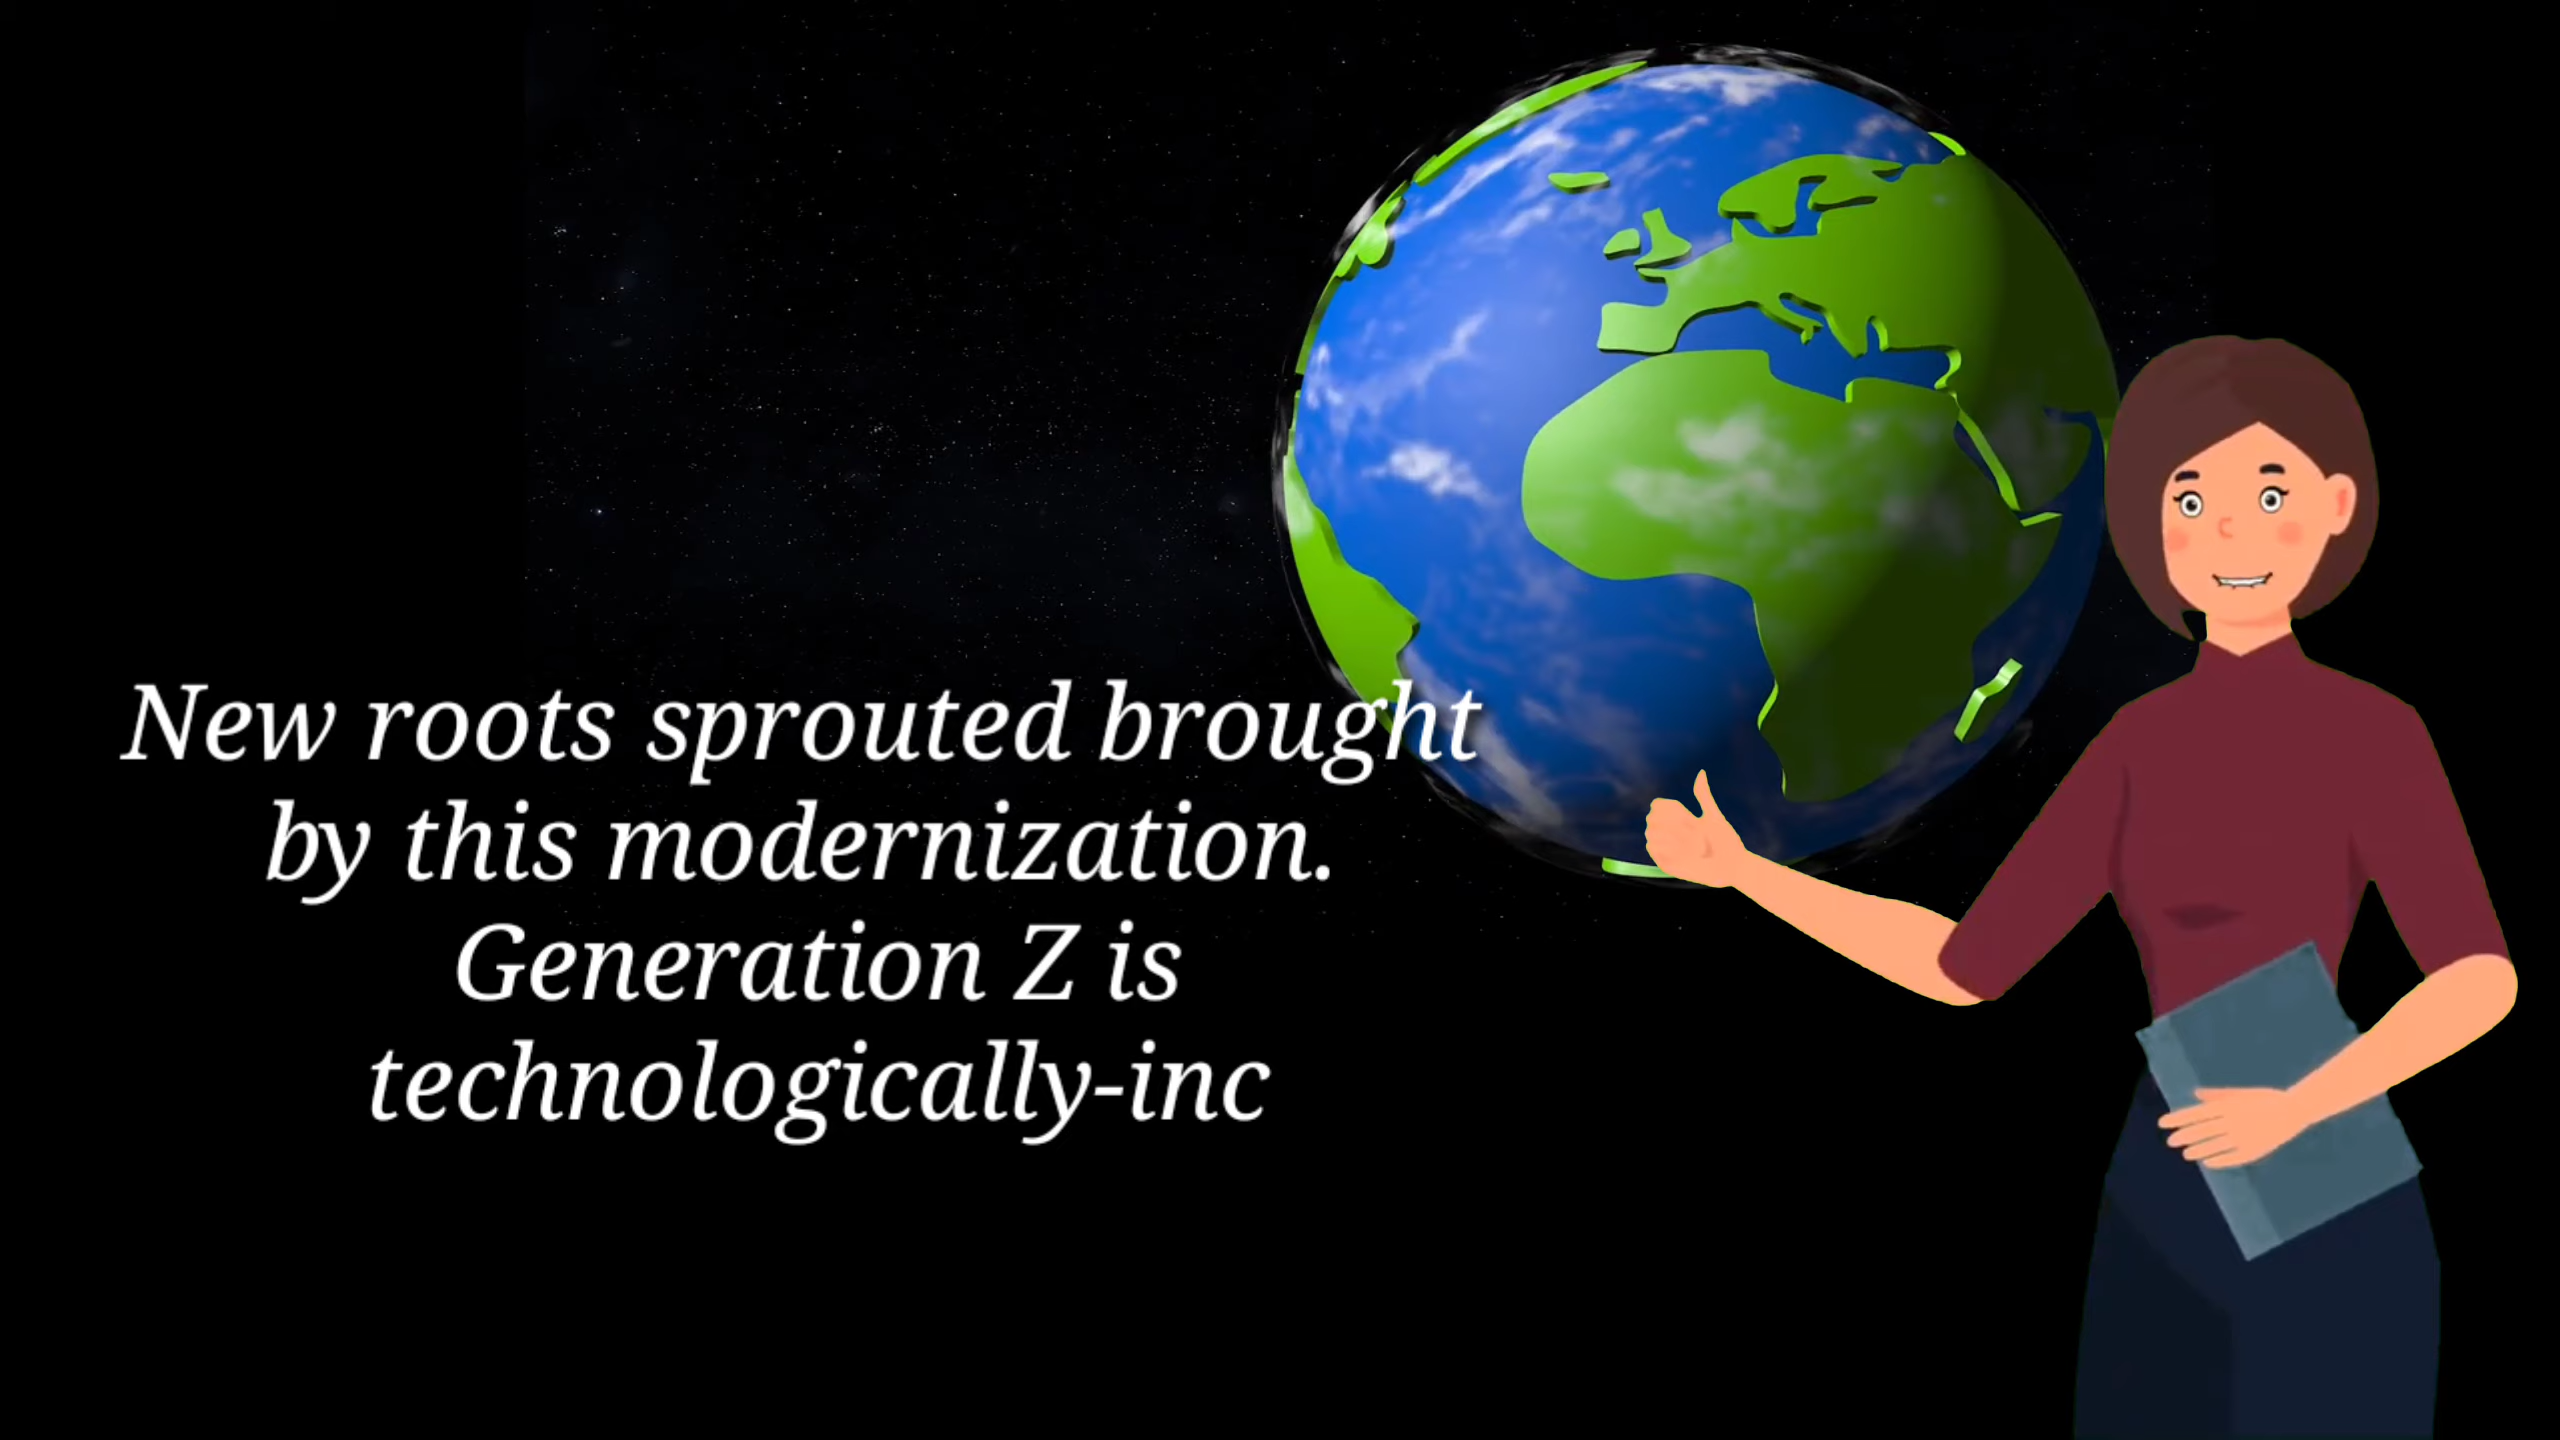 New roots sprouted brought
by this modernization.
Generation Z is
technologically-inc